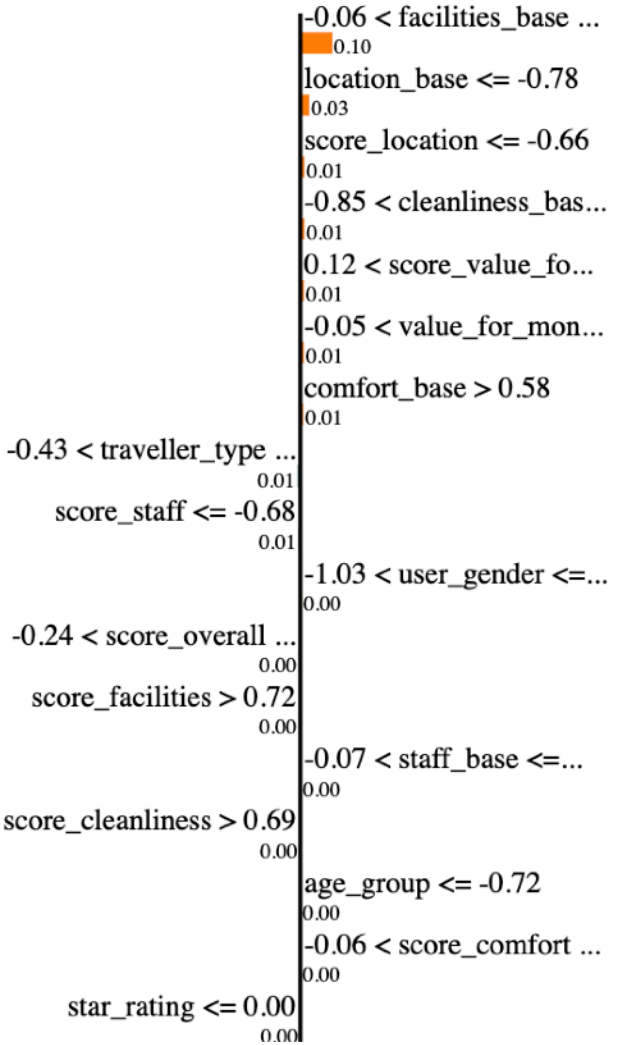 -0.06 < facilities_base ...
0.10
location_base <= -0.78
0.03
score_location <= -0.66
0.01
-0.85 < cleanliness_bas...
0.01
0.12 < score_value_fo...
0.01
-0.05 < value_for_mon...
0.01
comfort_base > 0.58
0.01
-0.43 < traveller_type ...
0.01
score_staff <= -0.68
0.01
-1.03 < user_gender <=...
0.00
-0.24 < score_overall ...
0.00
score_facilities > 0.72
0.00
-0.07 < staff_base <=...
0.00
score_cleanliness > 0.69
0.00
age_group <= -0.72
0.00
-0.06 < score_comfort ...
0.00
star_rating <= 0.00
0.00